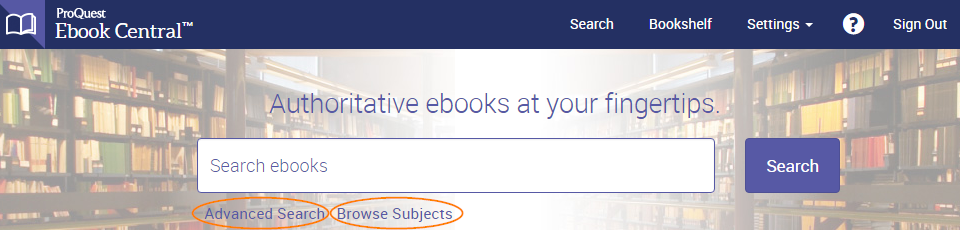 ProQuest
Ebook Central™
Search Bookshelf Settings ? Sign Out
Authoritative ebooks at your fingertips.
Search ebooks
Search
Advanced Search Browse Subjects